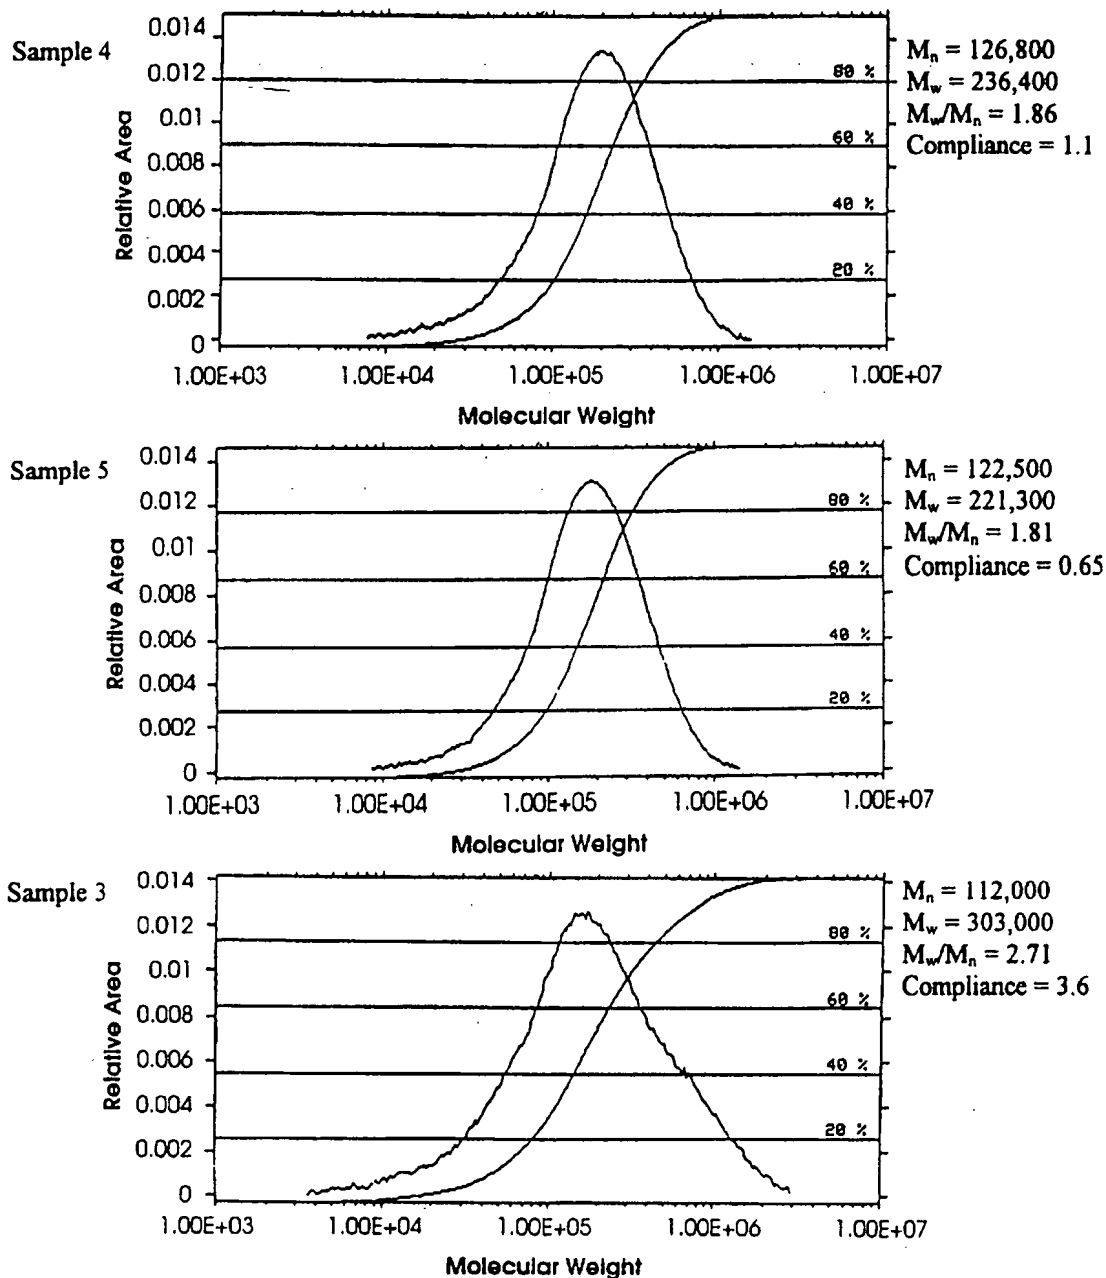 Sample 4
Relative Area
0.014
0.012
0.01
0.008
0.006
0.004
0.002
0
80 %
60 %
40 %
20 %
1.00E+03 1.00E+04 1.00E+05 1.00E+06 1.00E+07
Molecular Weight
Mₙ = 126,800
M_w = 236,400
M_w/Mₙ = 1.86
Compliance = 1.1
Sample 5
Relative Area
0.014
0.012
0.01
0.008
0.006
0.004
0.002
0
80 %
60 %
40 %
20 %
1.00E+03 1.00E+04 1.00E+05 1.00E+06 1.00E+07
Molecular Weight
Mₙ = 122,500
M_w = 221,300
M_w/Mₙ = 1.81
Compliance = 0.65
Sample 3
Relative Area
0.014
0.012
0.01
0.008
0.006
0.004
0.002
0
80 %
60 %
40 %
20 %
1.00E+03 1.00E+04 1.00E+05 1.00E+06 1.00E+07
Molecular Weight
Mₙ = 112,000
M_w = 303,000
M_w/Mₙ = 2.71
Compliance = 3.6